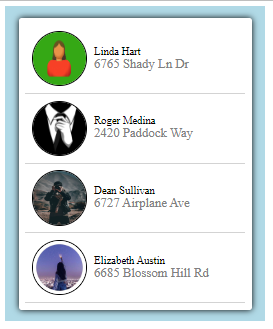 Linda Hart
6765 Shady Ln Dr
Roger Medina
2420 Paddock Way
Dean Sullivan
6727 Airplane Ave
Elizabeth Austin
6685 Blossom Hill Rd